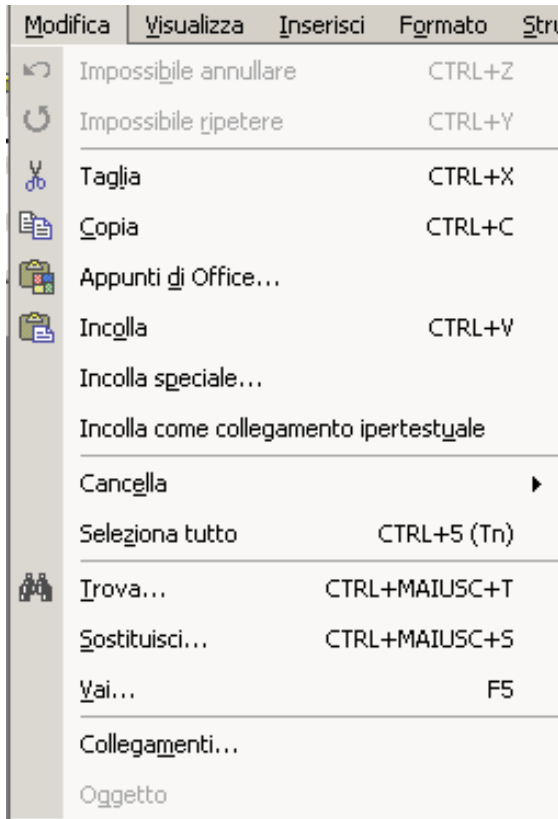 Modifica Visualizza Inserisci Formato Stru
Impossibile annullare CTRL+Z
Impossibile ripetere CTRL+Y
Taglia CTRL+X
Copia CTRL+C
Appunti di Office...
Incolla CTRL+V
Incolla speciale...
Incolla come collegamento ipertestuale
Cancella
Seleziona tutto CTRL+5 (Tn)
Trova... CTRL+MAIUSC+T
Sostituisci... CTRL+MAIUSC+S
Vai... F5
Collegamenti...
Oggetto